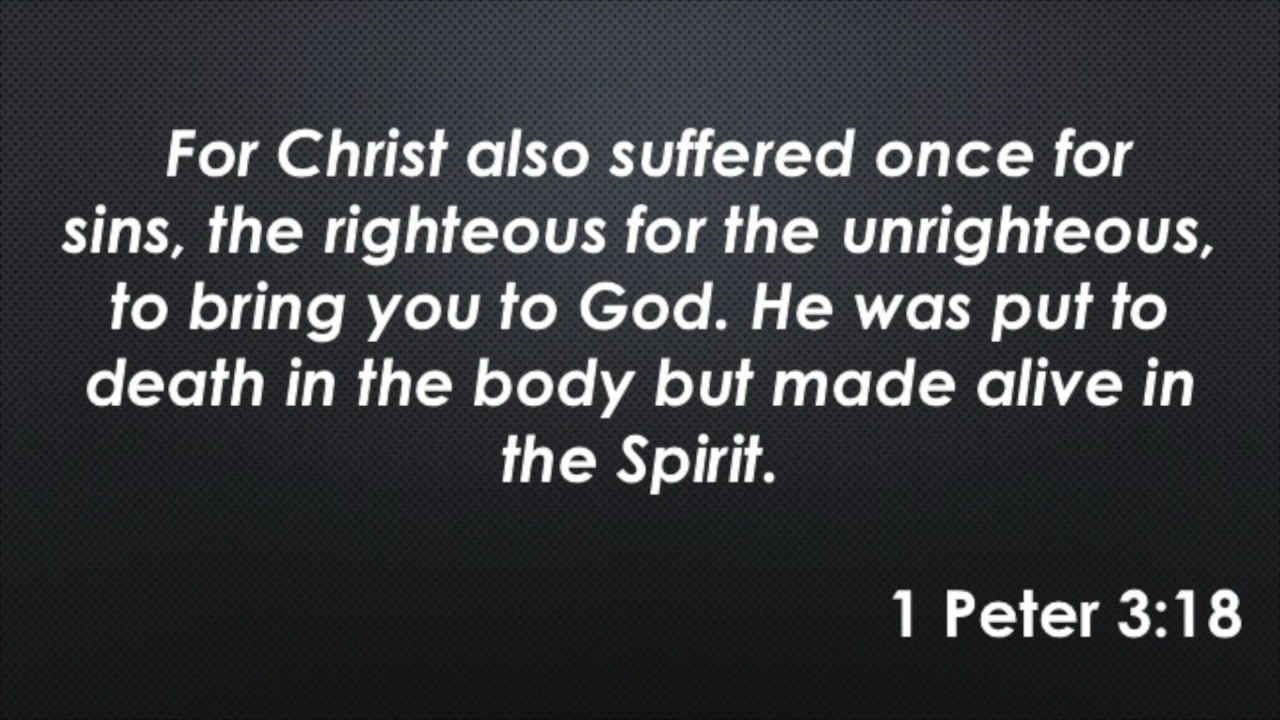 For Christ also suffered once for
sins, the righteous for the unrighteous,
to bring you to God. He was put to
death in the body but made alive in
the Spirit.
1 Peter 3:18